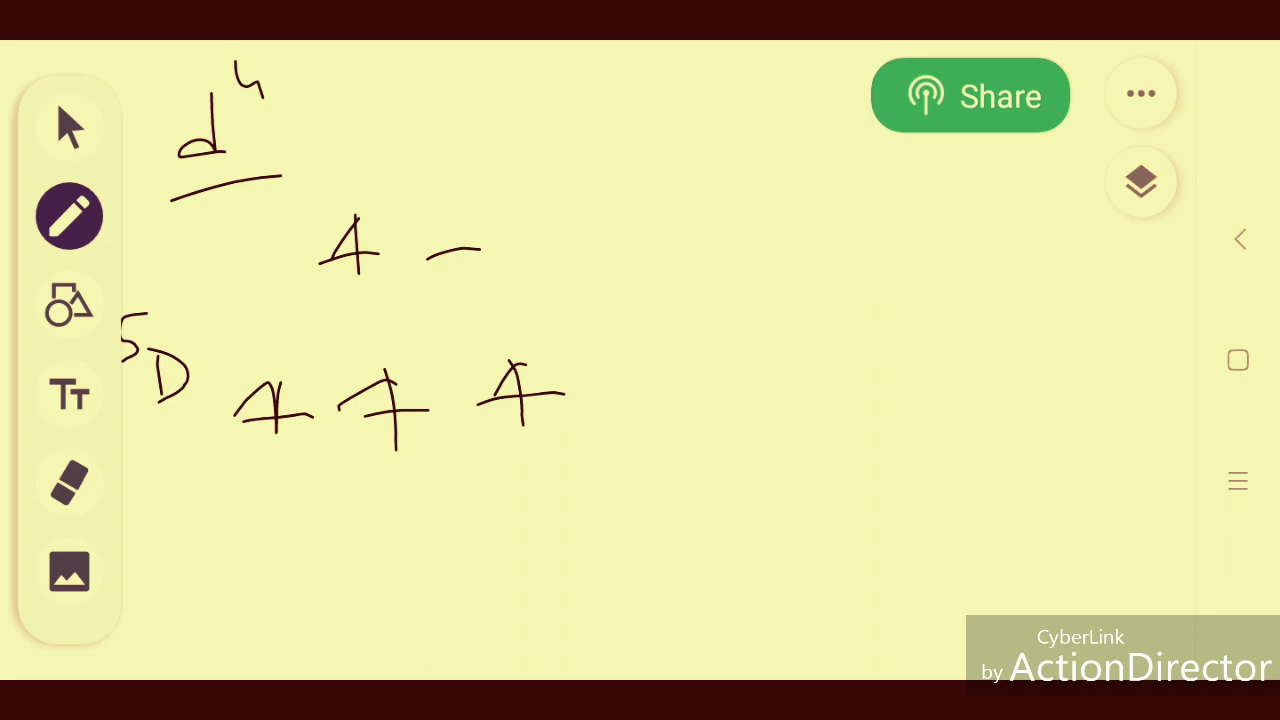 d⁴
Share
4 –
⁵D 4 4 4
CyberLink
by ActionDirector